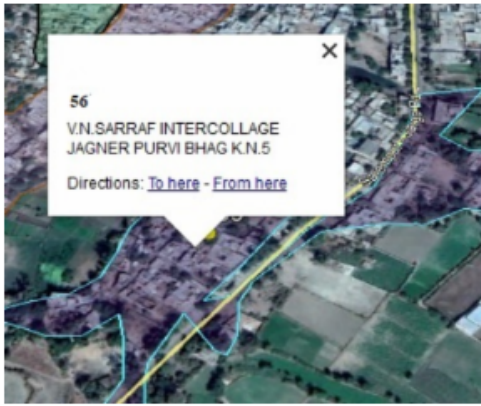 56
V.N.SARRAF INTERCOLLAGE
JAGNER PURVI BHAG K.N.5
Directions: To here - From here